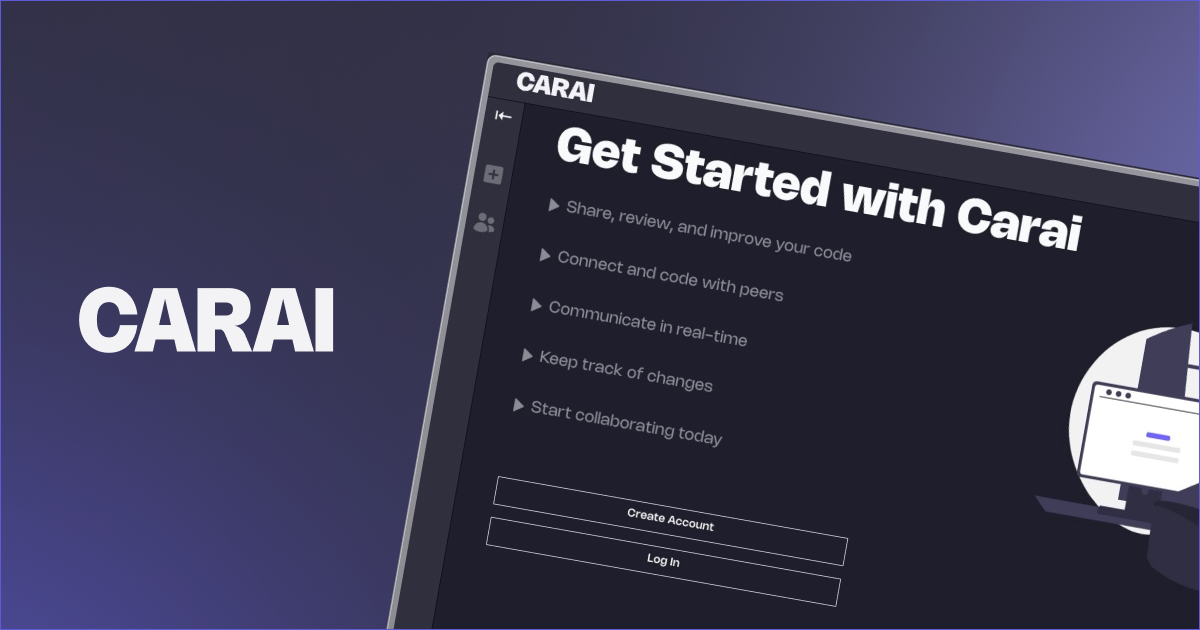 CARAI
CARAI
Get Started with Carai
Share, review, and improve your code
Connect and code with peers
Communicate in real-time
Keep track of changes
Start collaborating today
Create Account
Log In